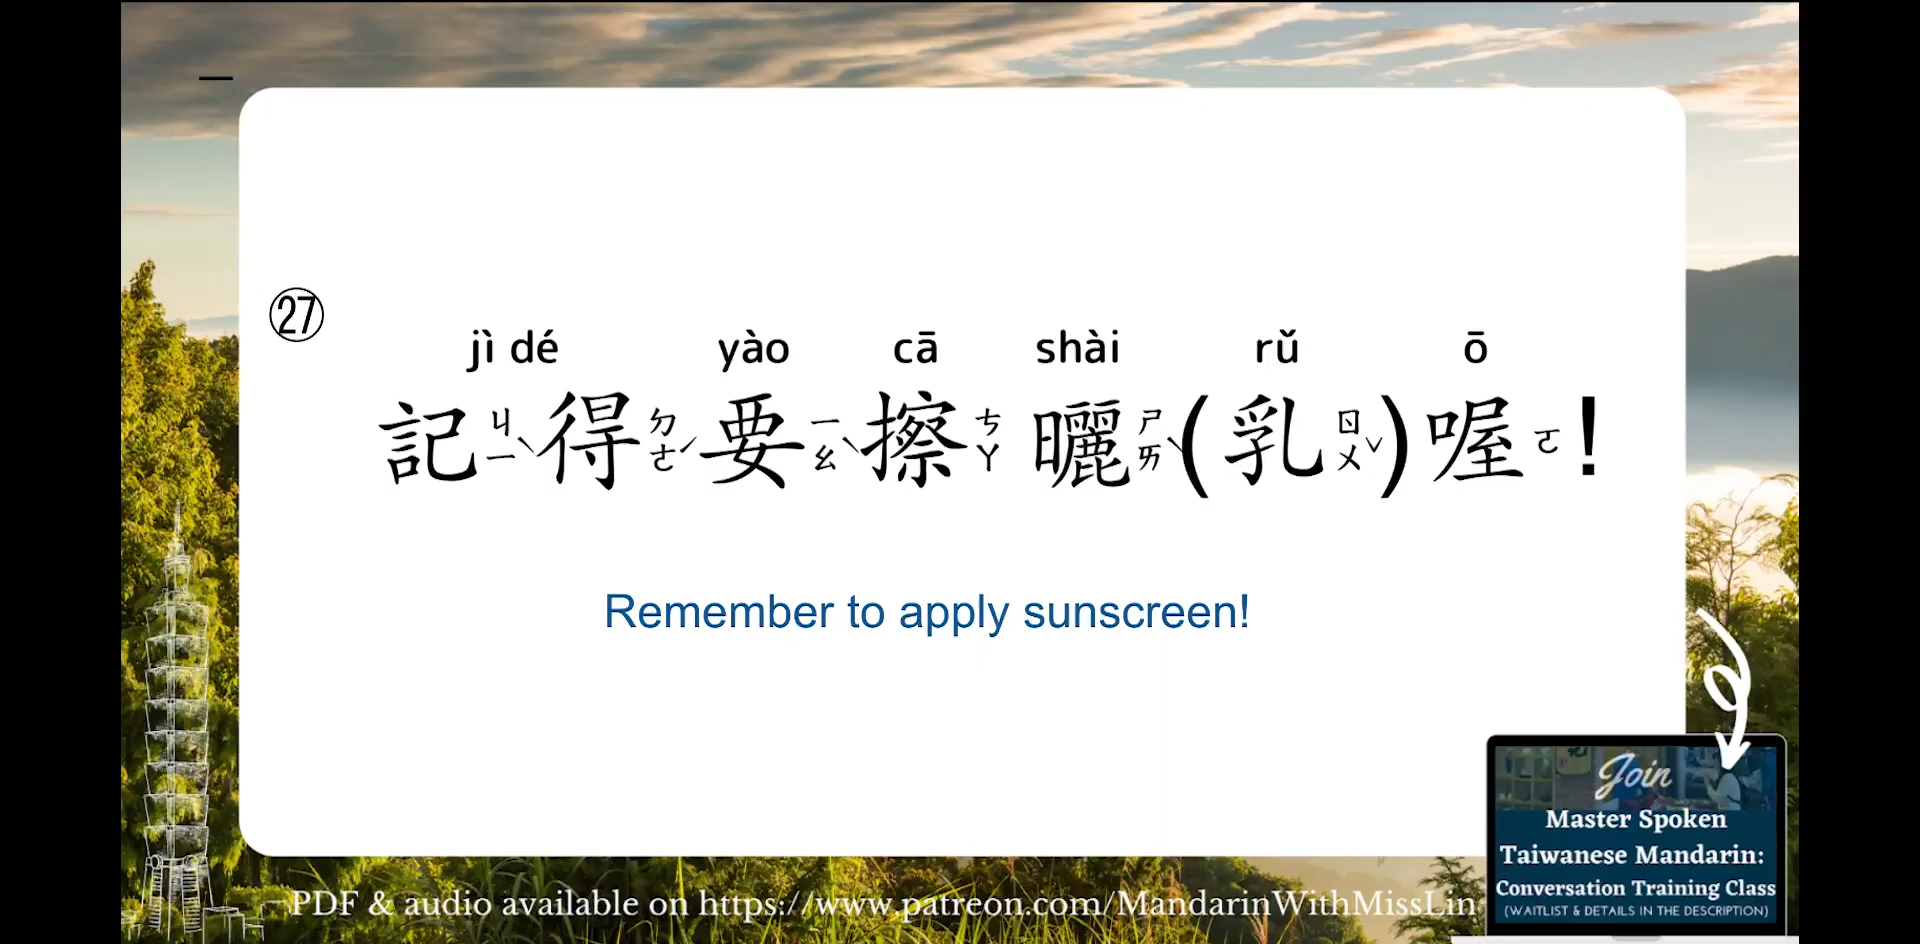 ㉗
jì dé yào cā shài rǔ ō
記ㄐㄧˋ得ㄉㄜˊ要ㄧㄠˋ擦ㄘㄚ曬ㄕㄞˋ(乳ㄖㄨˇ)喔ㄛ!
Remember to apply sunscreen!
Join
Master Spoken
Taiwanese Mandarin:
Conversation Training Class
(WAITLIST & DETAILS IN THE DESCRIPTION)
PDF & audio available on https://www.patreon.com/MandarinWithMissLin